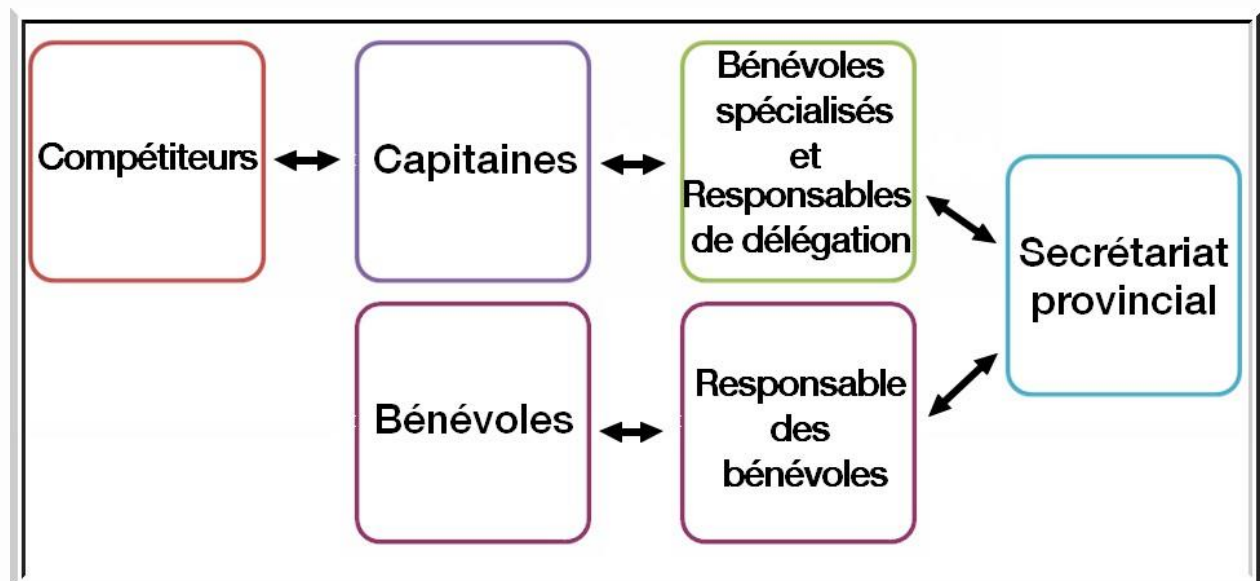 Compétiteurs
Capitaines
Bénévoles
spécialisés
et
Responsables
de délégation
Secrétariat
provincial
Bénévoles
Responsable
des
bénévoles